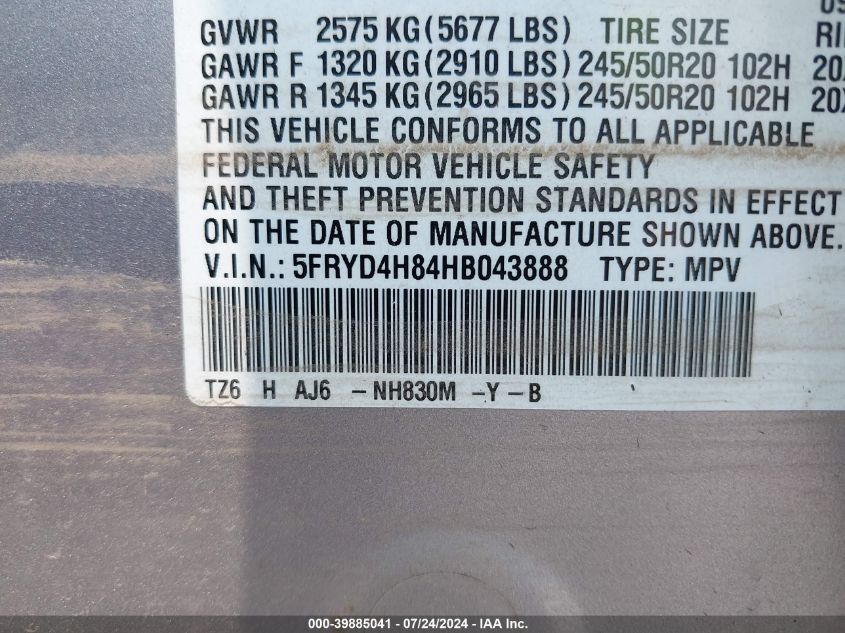 GVWR 2575 KG(5677 LBS) TIRE SIZE
GAWR F 1320 KG(2910 LBS) 245/50R20 102H 20
GAWR R 1345 KG(2965 LBS) 245/50R20 102H 20X
THIS VEHICLE CONFORMS TO ALL APPLICABLE
FEDERAL MOTOR VEHICLE SAFETY
AND THEFT PREVENTION STANDARDS IN EFFECT
ON THE DATE OF MANUFACTURE SHOWN ABOVE.
V.I.N.: 5FRYD4H84HB043888 TYPE: MPV
TZ6 H AJ6 -NH830M -Y-B
000-39885041 / 07/24/2024 - IAA Inc.